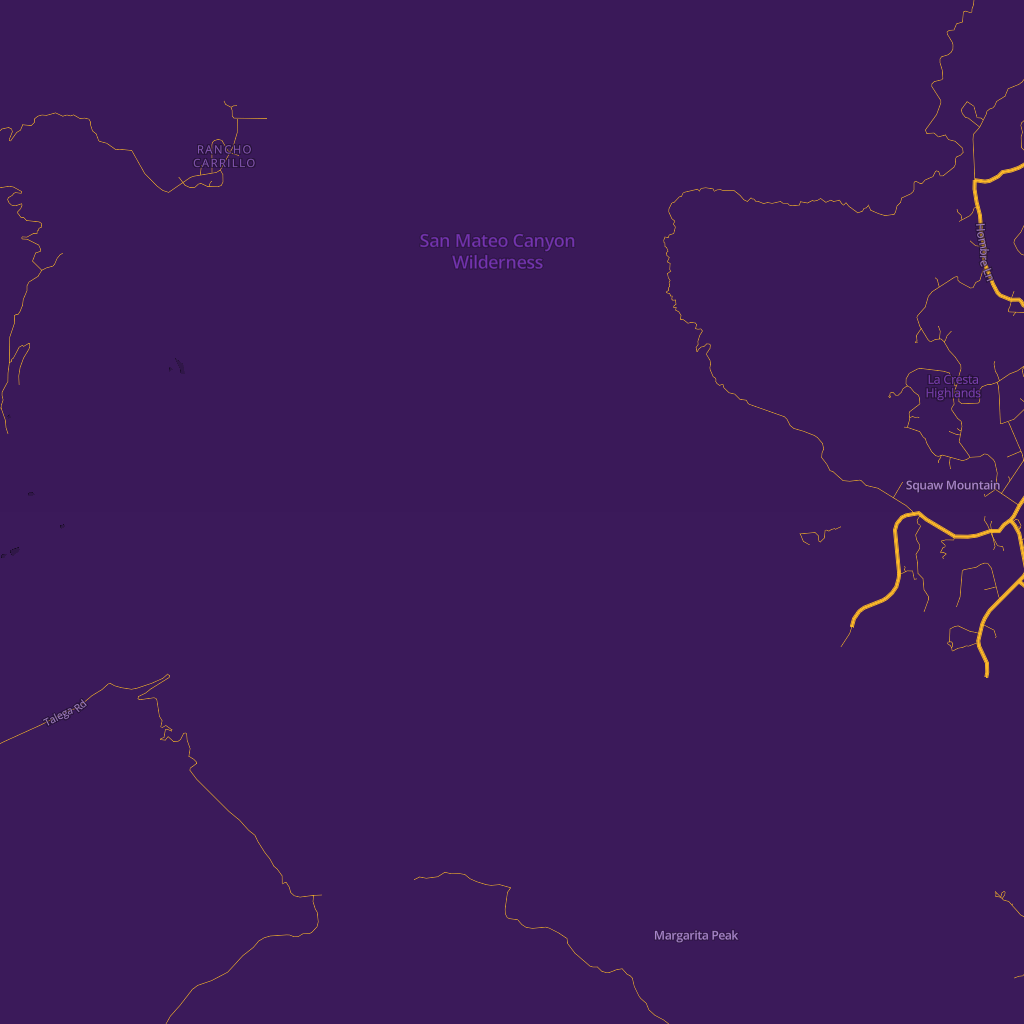 RANCHO
CARRILLO
San Mateo Canyon
Wilderness
La Cresta
Highlands
Squaw Mountain
Talega Rd
Margarita Peak